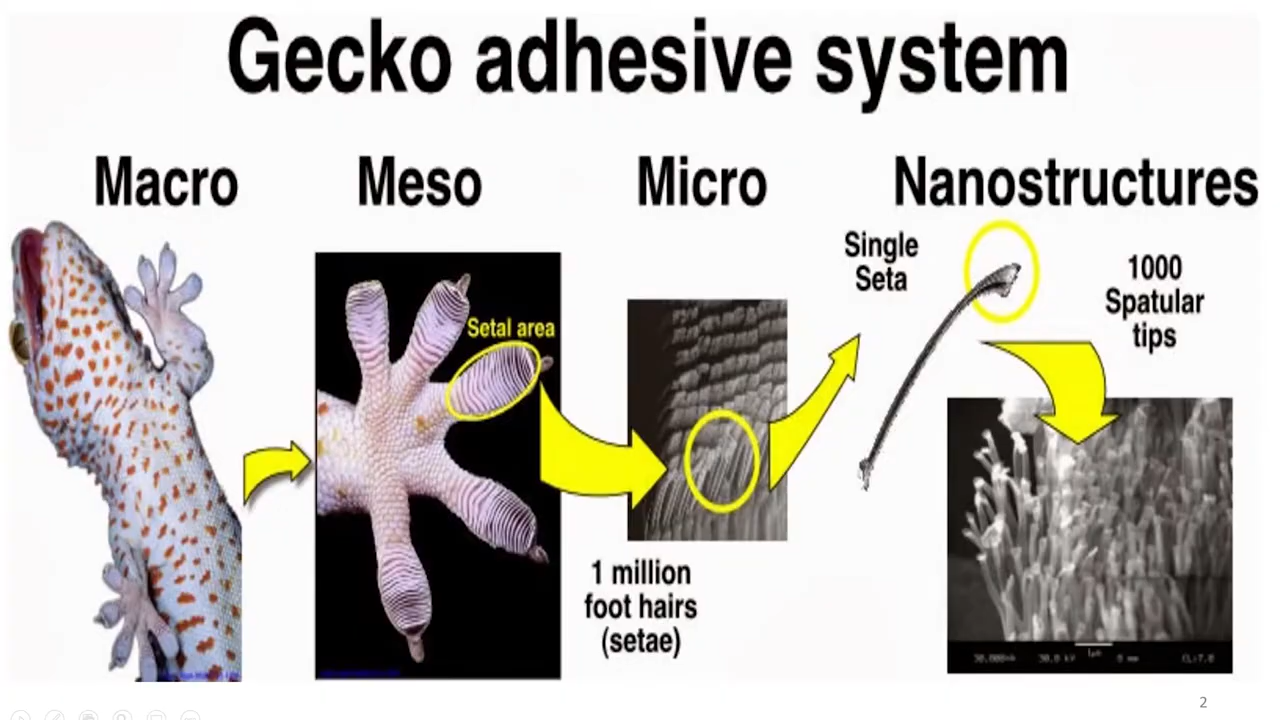 Gecko adhesive system
Macro
Meso
Micro
Nanostructures
Setal area
1 million
foot hairs
(setae)
Single
Seta
1000
Spatular
tips
1µm
2